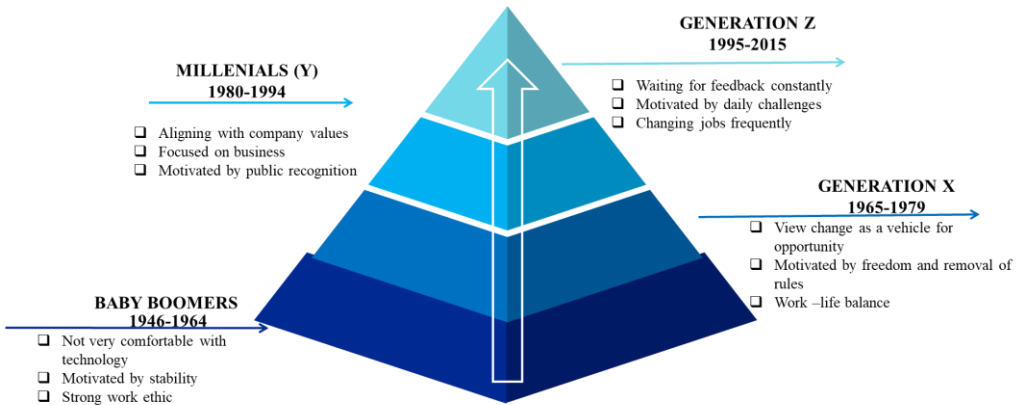 GENERATION Z
1995-2015
❑ Waiting for feedback constantly
❑ Motivated by daily challenges
❑ Changing jobs frequently
MILLENIALS (Y)
1980-1994
❑ Aligning with company values
❑ Focused on business
❑ Motivated by public recognition
GENERATION X
1965-1979
❑ View change as a vehicle for
opportunity
❑ Motivated by freedom and removal of
rules
❑ Work –life balance
BABY BOOMERS
1946-1964
❑ Not very comfortable with
technology
❑ Motivated by stability
❑ Strong work ethic